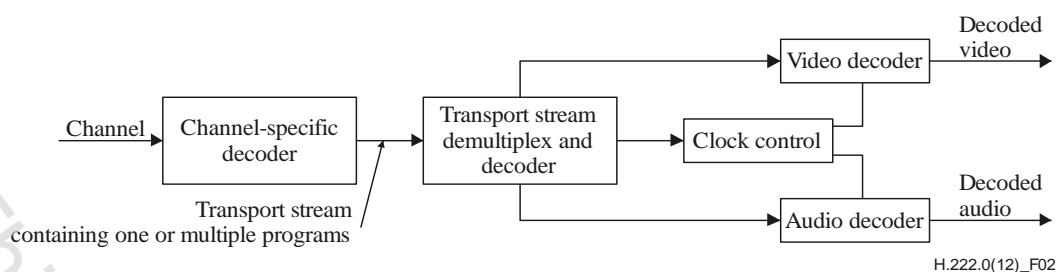 Channel
Channel-specific
decoder
Transport stream
containing one or multiple programs
Transport stream
demultiplex and
decoder
Clock control
Video decoder
Decoded
video
Audio decoder
Decoded
audio
H.222.0(12)_F02